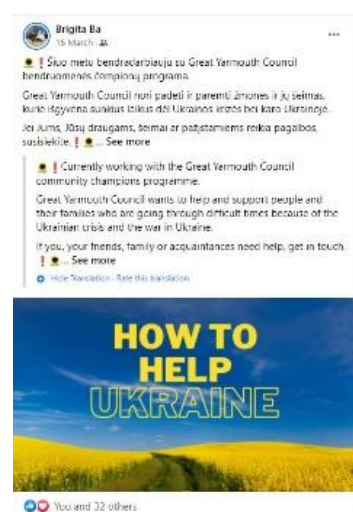 Brigita Ba
15 March
Šiuo metu bendradarbiauju su Great Yarmouth Council
bendruomenės čempionų programa.
Great Yarmouth Council nori padėti ir paremti žmones ir jų šeimas,
kurie išgyvena sunkius laikus dėl Ukrainos krizės bei karo Ukrainoje.
Jei Jums, Jūsų draugams, šeimai ar pažįstamiems reikia pagalbos,
susisiekite.❗🌻... See more
❗Currently working with the Great Yarmouth Council
community champions programme.
Great Yarmouth Council wants to help and support people and
their families who are going through difficult times because of the
Ukrainian crisis and the war in Ukraine.
If you, your friends, family or acquaintances need help, get in touch.
❗🌻... See more
Hide Translation · Rate this translation
HOW TO
HELP
UKRAINE
You and 32 others